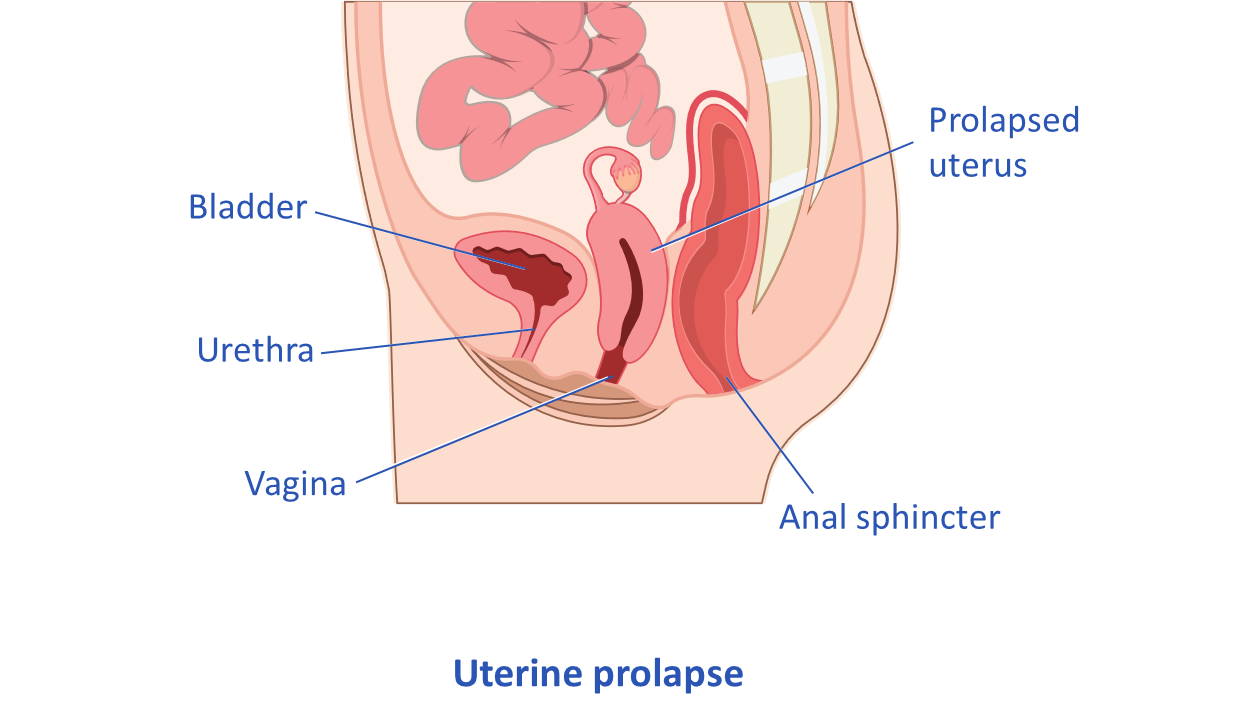 Prolapsed
uterus
Bladder
Urethra
Vagina
Anal sphincter
Uterine prolapse